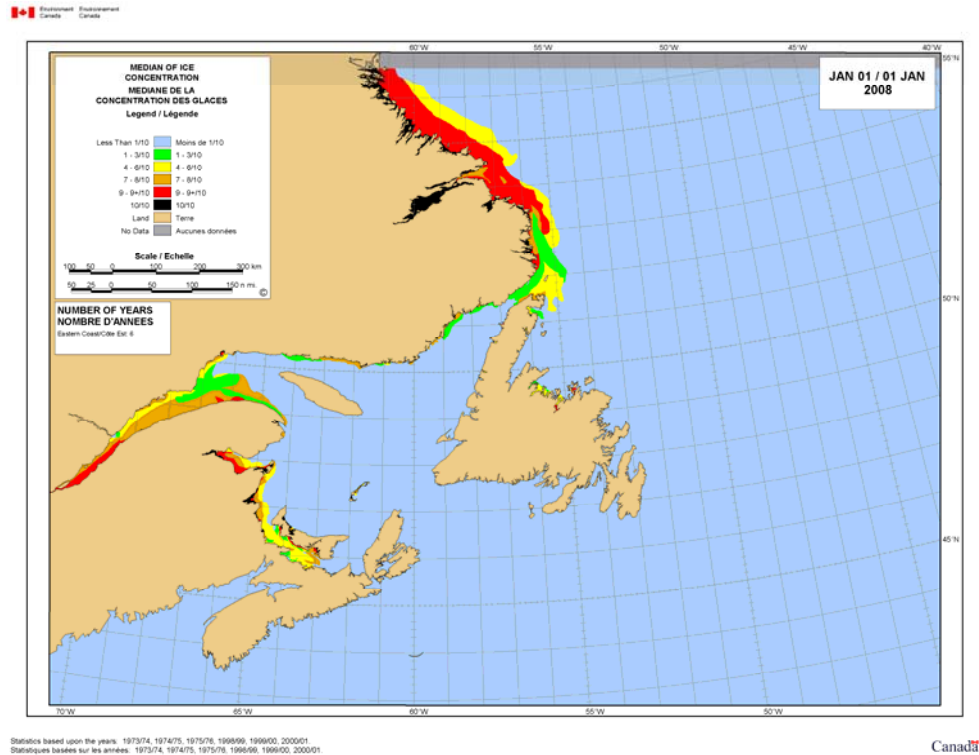 Environment Environnement
Canada Canada
60°W 55°W 50°W 45°W 40°W
55°N
MEDIAN OF ICE
CONCENTRATION
MEDIANE DE LA
CONCENTRATION DES GLACES
Legend / Légende
Less Than 1/10 Moins de 1/10
1 - 3/10 1 - 3/10
4 - 6/10 4 - 6/10
7 - 8/10 7 - 8/10
9 - 9+/10 9 - 9+/10
10/10 10/10
Land Terre
No Data Aucunes données
Scale / Echelle
100 50 0 100 200 300 km
50 25 0 50 100 150 n mi.
©
JAN 01 / 01 JAN
2008
NUMBER OF YEARS
NOMBRE D'ANNEES
Eastern Coast/Côte Est: 6
50°N
45°N
70°W 65°W 60°W 55°W 50°W
Statistics based upon the years: 1973/74, 1974/75, 1975/76, 1998/99, 1999/00, 2000/01.
Statistiques basées sur les années: 1973/74, 1974/75, 1975/76, 1998/99, 1999/00, 2000/01.
Canada